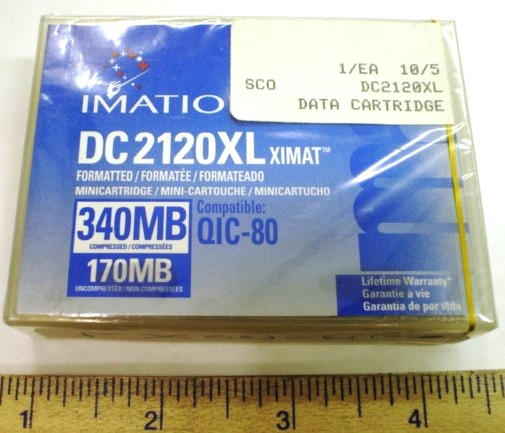 1/EA 10/5
SCO DC2120XL
DATA CARTRIDGE
IMATIO
DC2120XL XIMAT™
FORMATTED / FORMATÉE / FORMATEADO
MINICARTRIDGE / MINI-CARTOUCHE / MINICARTUCHO
340MB
COMPRESSED / COMPRESSÉES
170MB
UNCOMPRESSED / NON COMPRESSÉES
Compatible:
QIC-80
Lifetime Warranty*
Garantie à vie
Garantia de por vida
1 2 3 4